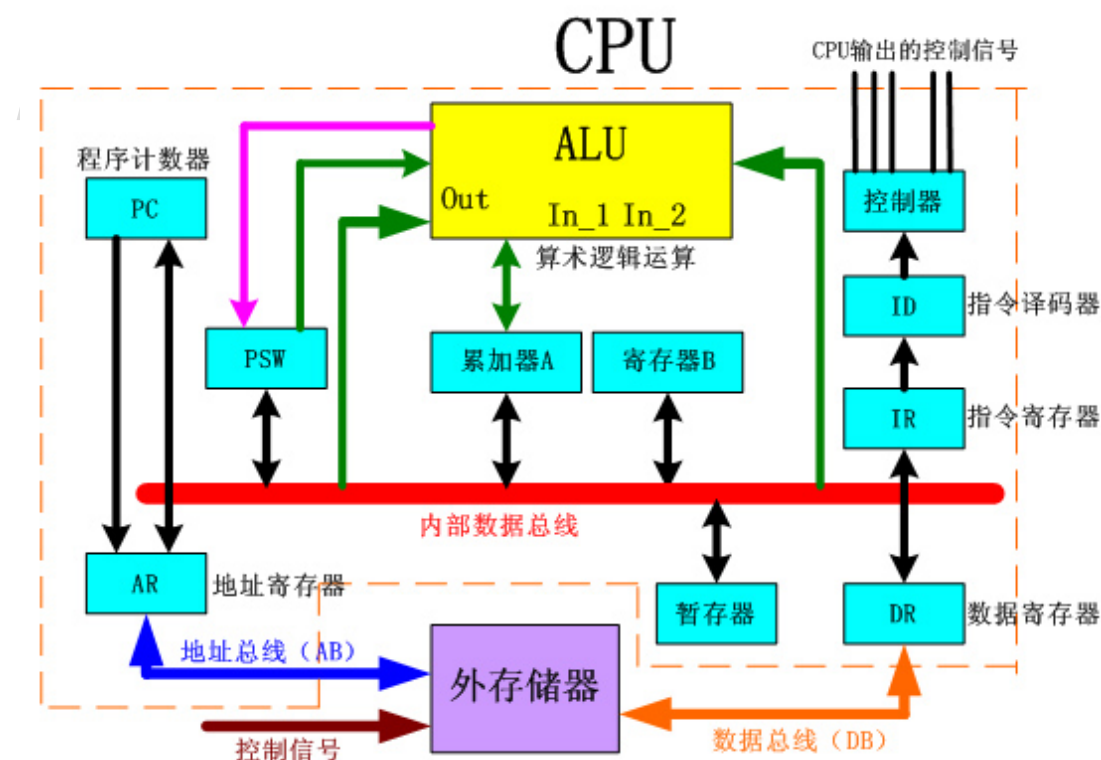 CPU
CPU输出的控制信号
ALU
Out
In_1 In_2
算术逻辑运算
程序计数器
PC
控制器
ID
指令译码器
PSW
累加器A
寄存器B
IR
指令寄存器
内部数据总线
AR
地址寄存器
暂存器
DR
数据寄存器
地址总线（AB）
外存储器
控制信号
数据总线（DB）